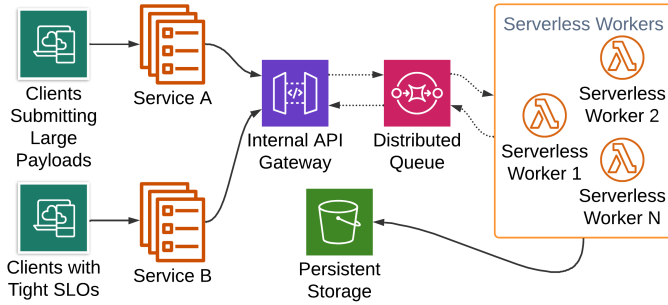 Clients
Submitting
Large
Payloads
Service A
Internal API
Gateway
Distributed
Queue
Serverless Workers
Serverless
Worker 2
Serverless
Worker 1
Serverless
Worker N
Clients with
Tight SLOs
Service B
Persistent
Storage